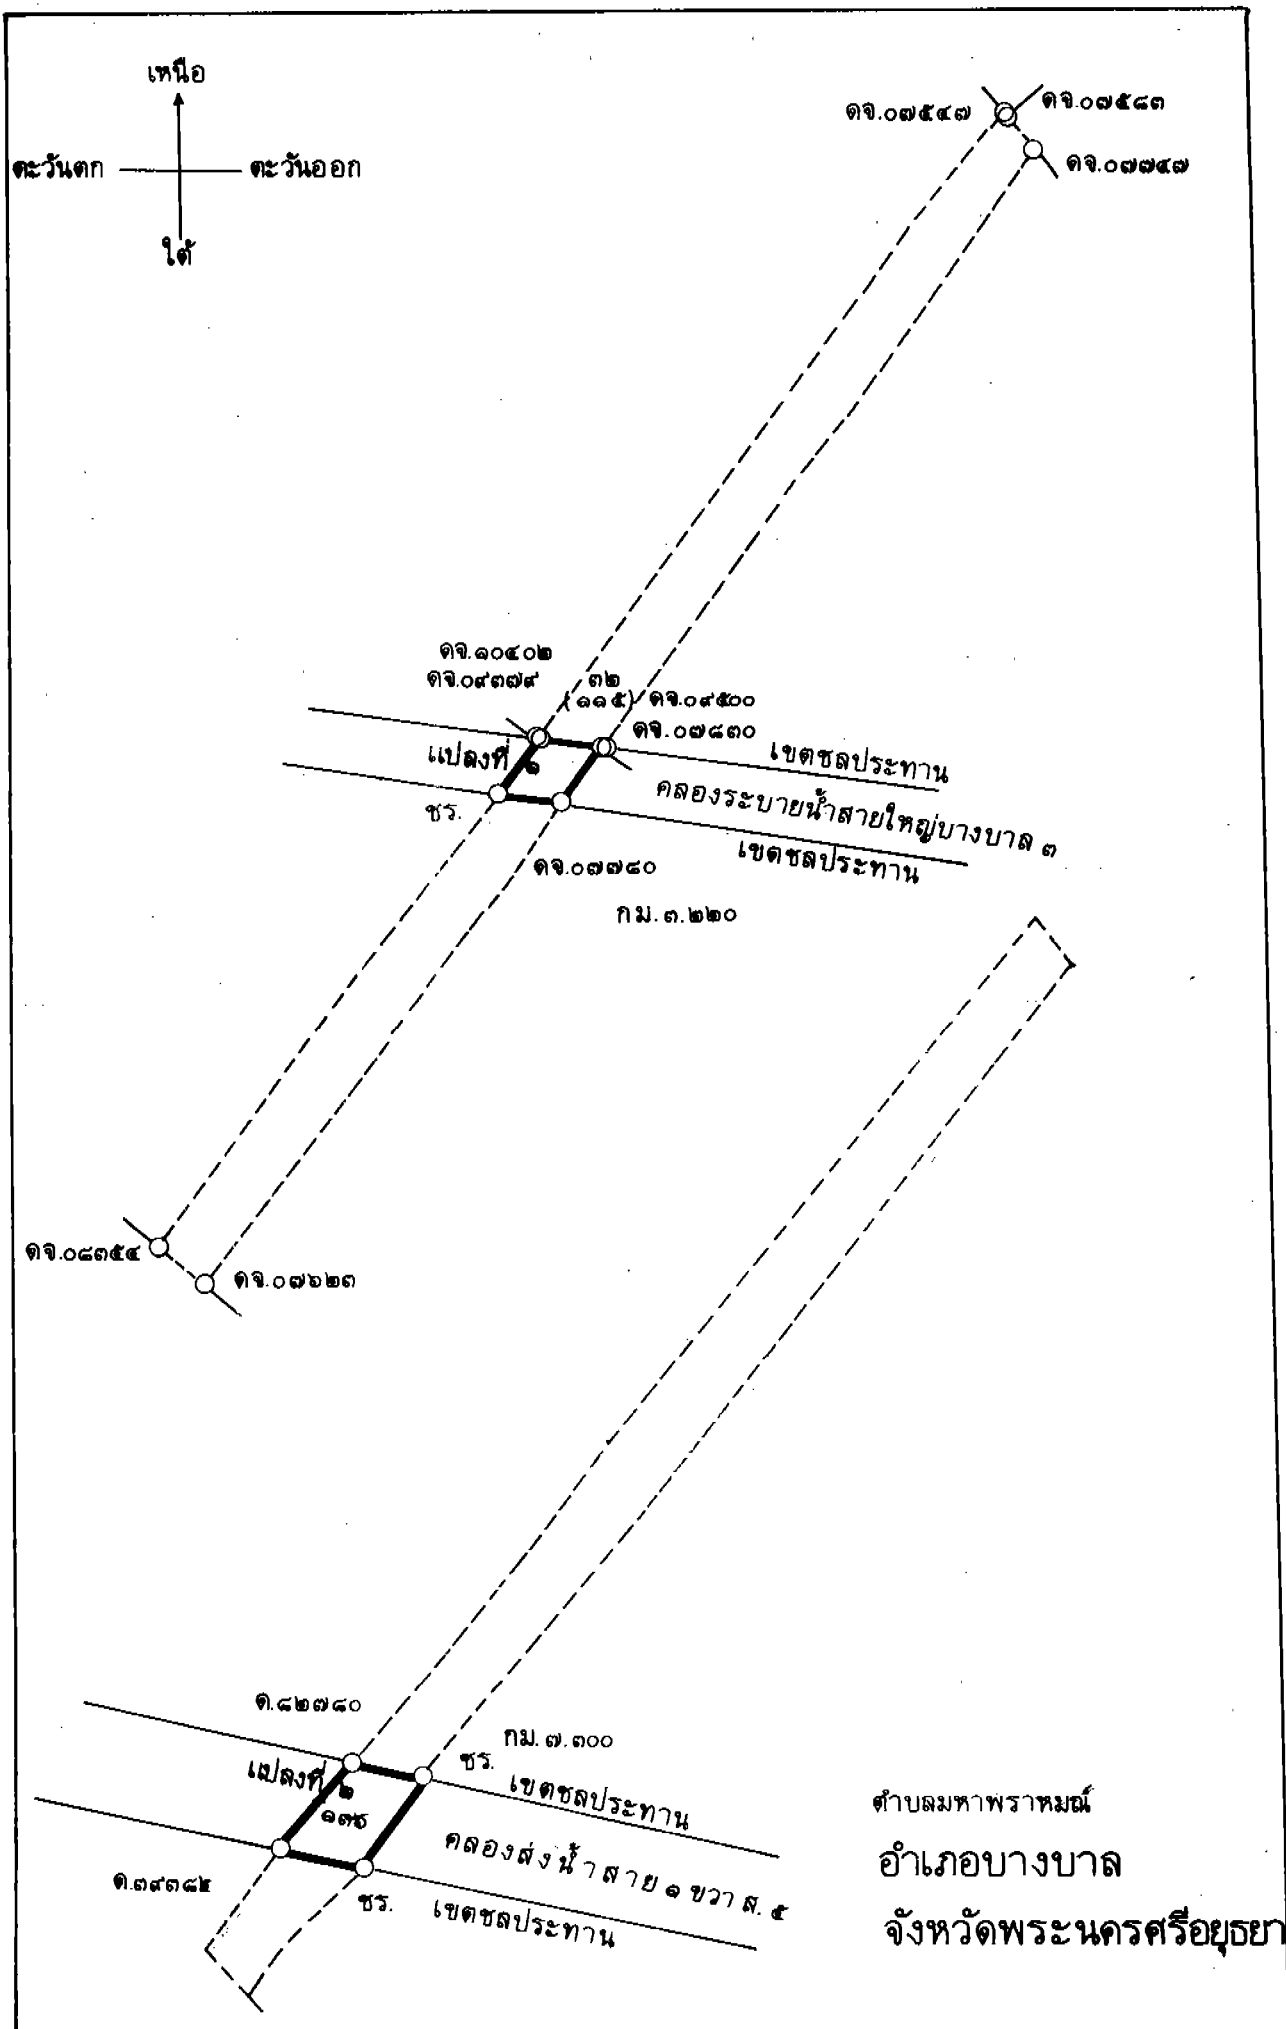 เหนือ
ตะวันตก
ตะวันออก
ใต้
ดจ.๐๗๕๔๗
ดจ.๐๗๕๘๓
ดจ.๐๗๗๔๗
ดจ.๑๐๔๐๒
ดจ.๐๙๓๗๙
๓๒
(๑๑๕)
ดจ.๐๙๕๐๐
ดจ.๐๗๘๓๐
แปลงที่ ๑
เขตชลประทาน
ชร.
คลองระบายน้ำสายใหญ่บางบาล ๓
เขตชลประทาน
ดจ.๐๗๗๘๐
กม.๓.๒๒๐
ดจ.๐๘๓๕๔
ดจ.๐๗๖๒๓
ด.๘๒๗๘๐
กม.๗.๓๐๐
ชร.
แปลงที่ ๒
เขตชลประทาน
คลองส่งน้ำสาย ๑ ขวา ส.๕
ชร.
เขตชลประทาน
ตำบลมหาพราหมณ์
อำเภอบางบาล
จังหวัดพระนครศรีอยุธยา